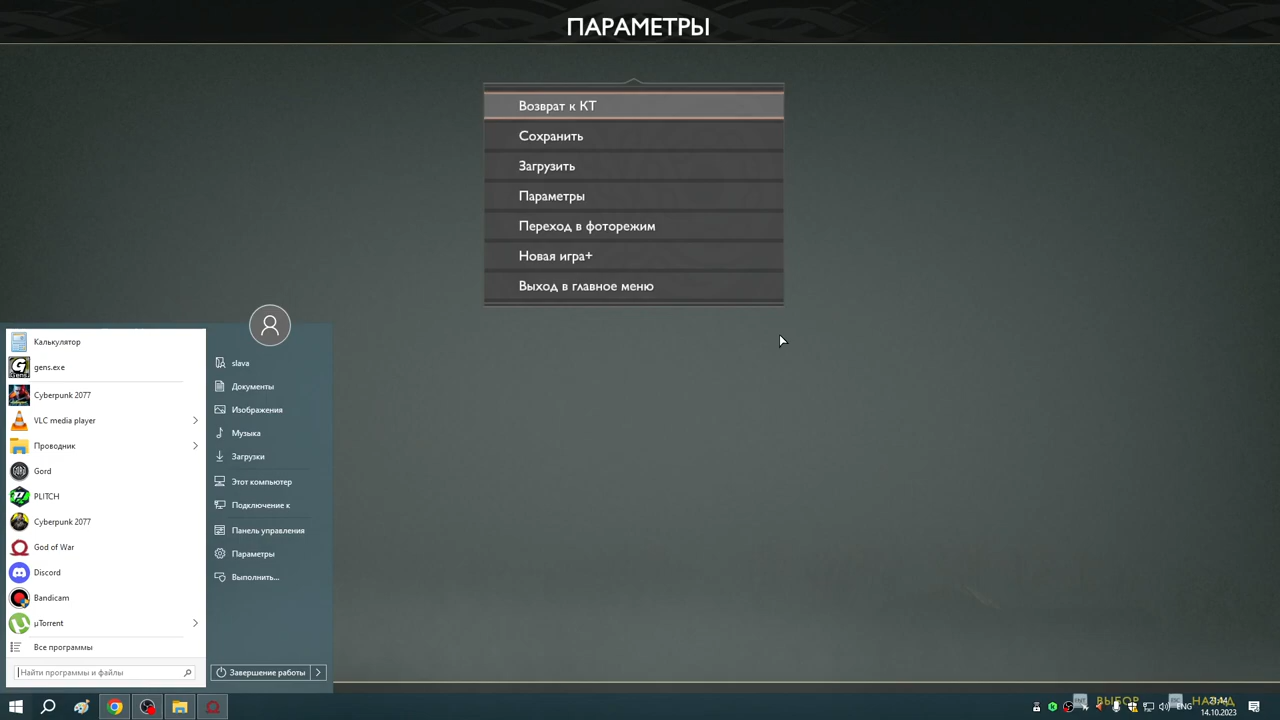 ПАРАМЕТРЫ
Возврат к КТ
Сохранить
Загрузить
Параметры
Переход в фоторежим
Новая игра+
Выход в главное меню
Калькулятор
gens.exe
Cyberpunk 2077
VLC media player
Проводник
Gord
PLITCH
Cyberpunk 2077
God of War
Discord
Bandicam
µTorrent
Все программы
Найти программы и файлы
slava
Документы
Изображения
Музыка
Загрузки
Этот компьютер
Подключение к
Панель управления
Параметры
Выполнить...
Завершение работы
ВЫБОР
НАЗАД
ENG
21:44
14.10.2023